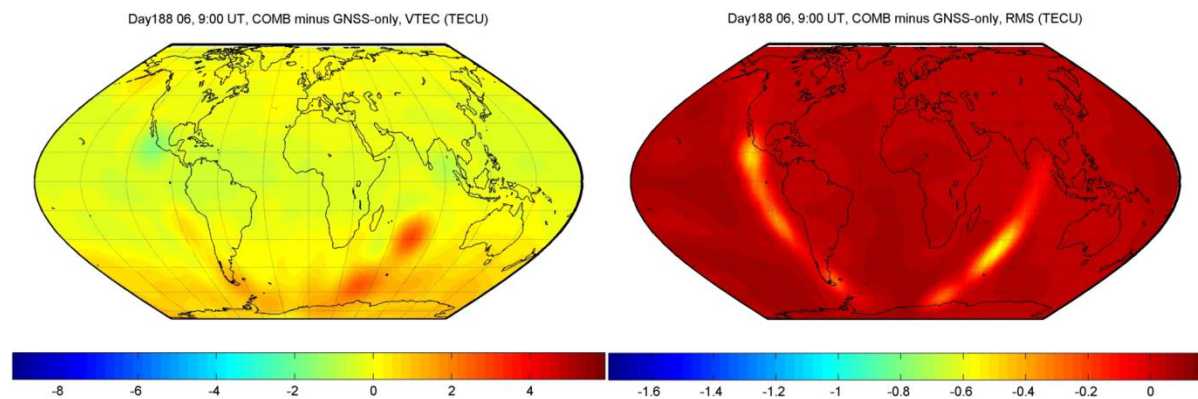 Day188 06, 9:00 UT, COMB minus GNSS-only, VTEC (TECU)
Day188 06, 9:00 UT, COMB minus GNSS-only, RMS (TECU)
-8 -6 -4 -2 0 2 4
-1.6 -1.4 -1.2 -1 -0.8 -0.6 -0.4 -0.2 0